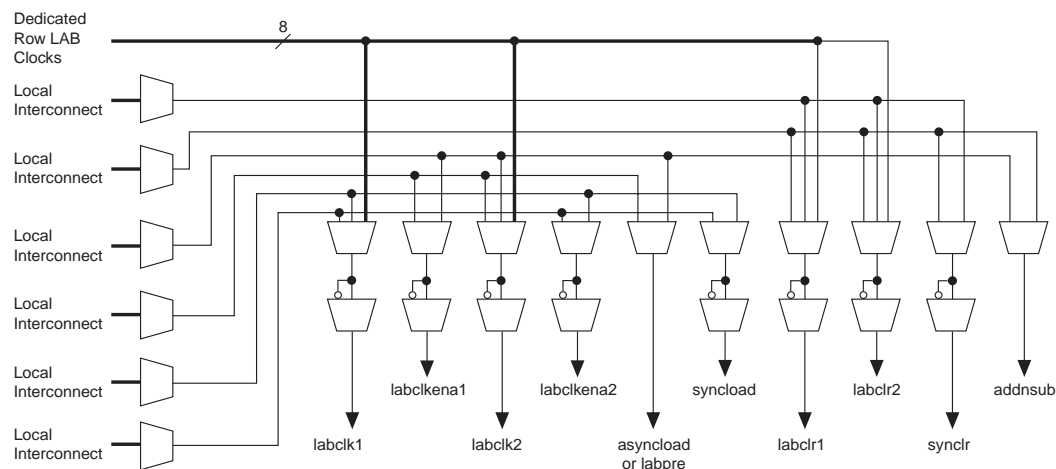 Dedicated
Row LAB
Clocks
8
Local
Interconnect
Local
Interconnect
Local
Interconnect
Local
Interconnect
Local
Interconnect
Local
Interconnect
labclkena1
labclkena2
syncload
labclr2
addnsub
labclk1
labclk2
asyncload
or labpre
labclr1
synclr